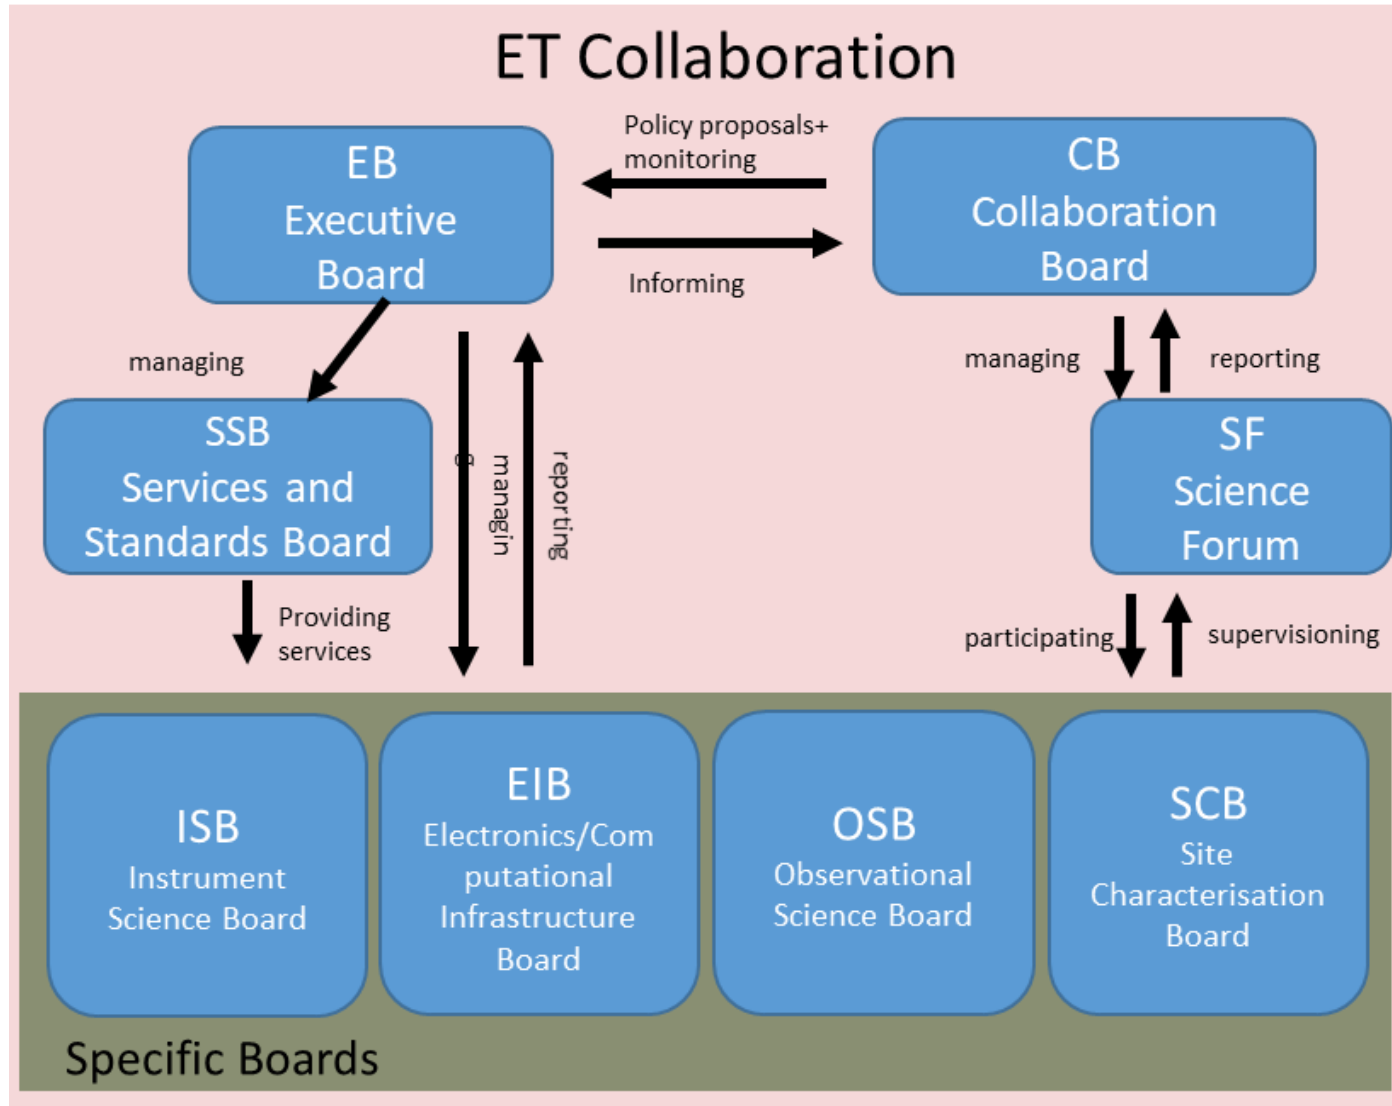 ET Collaboration
EB
Executive
Board
Policy proposals+
monitoring
Informing
CB
Collaboration
Board
managing
managing
reporting
SSB
Services and
Standards Board
managin
g
reporting
SF
Science
Forum
Providing
services
participating
supervisioning
ISB
Instrument
Science Board
EIB
Electronics/Com
putational
Infrastructure
Board
OSB
Observational
Science Board
SCB
Site
Characterisation
Board
Specific Boards